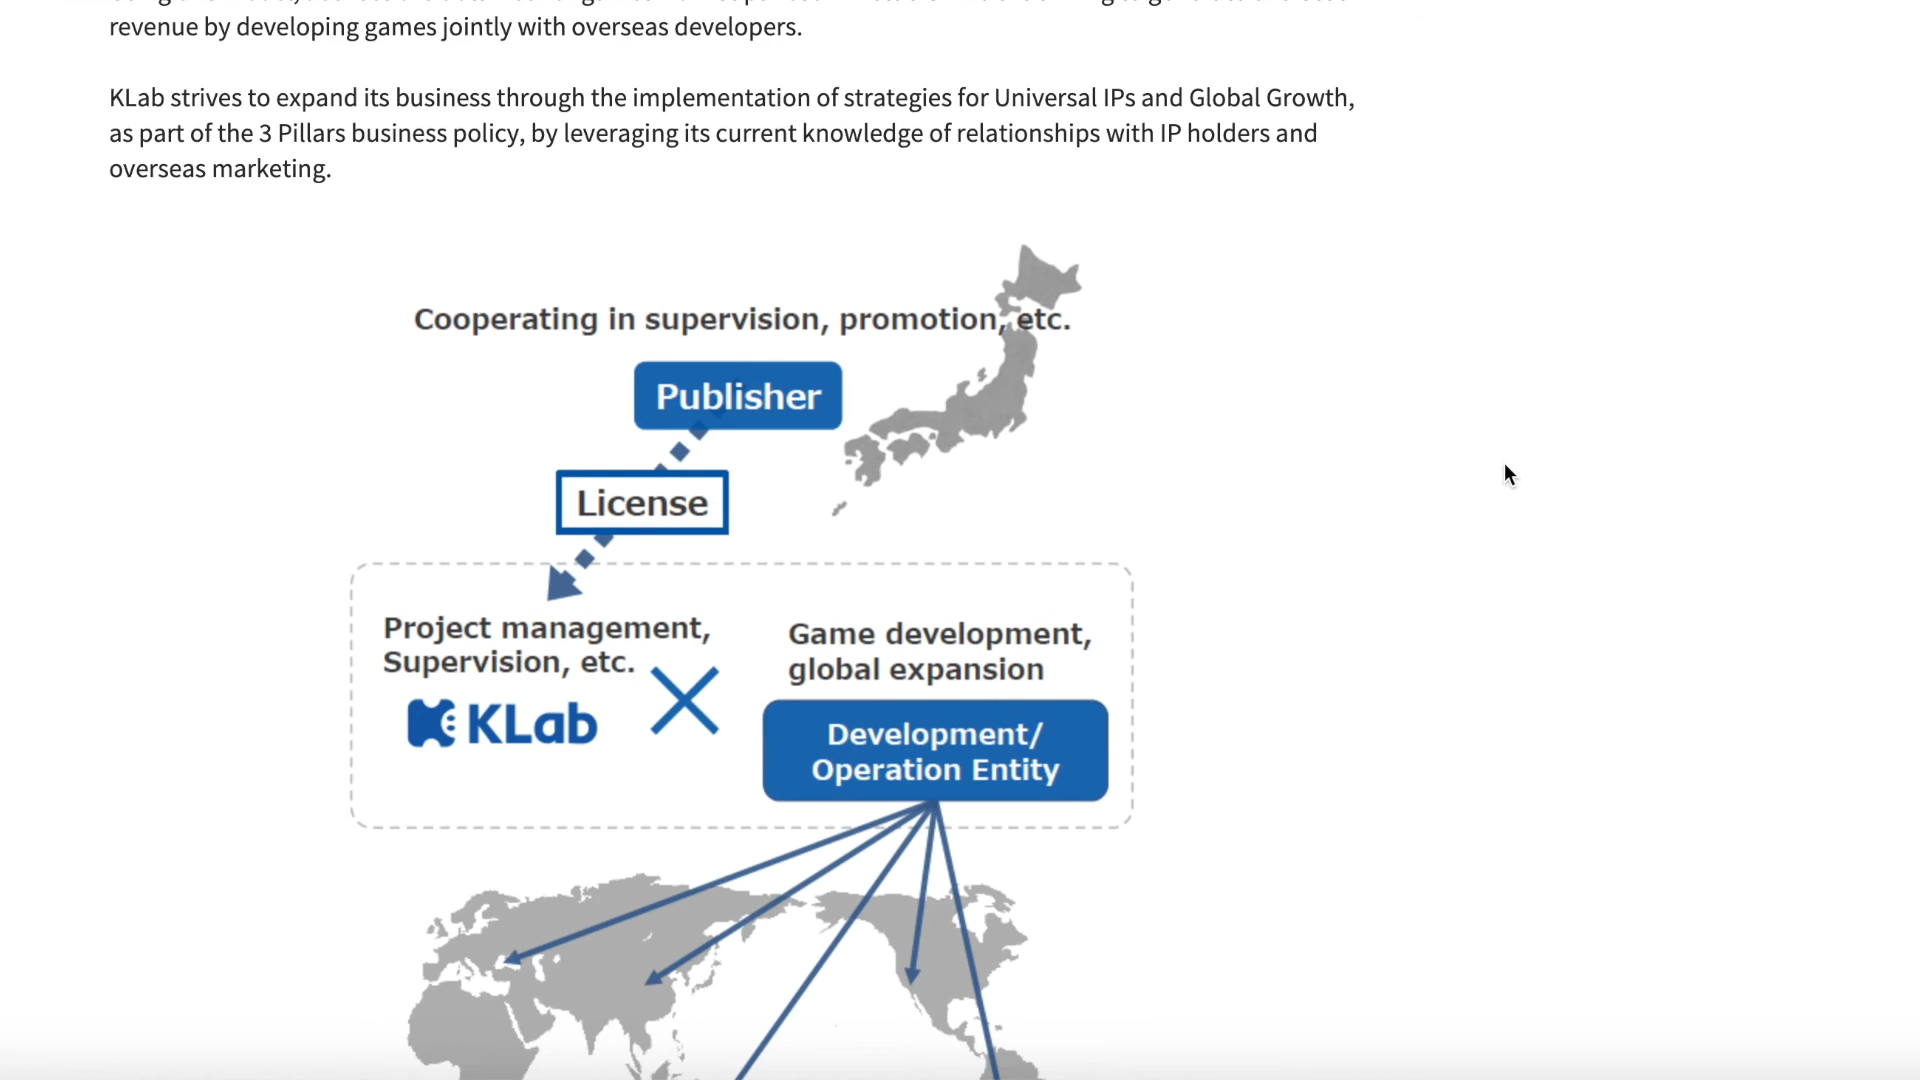 revenue by developing games jointly with overseas developers.
KLab strives to expand its business through the implementation of strategies for Universal IPs and Global Growth,
as part of the 3 Pillars business policy, by leveraging its current knowledge of relationships with IP holders and
overseas marketing.
Cooperating in supervision, promotion, etc.
Publisher
License
Project management,
Supervision, etc.
KLab
Game development,
global expansion
Development/
Operation Entity